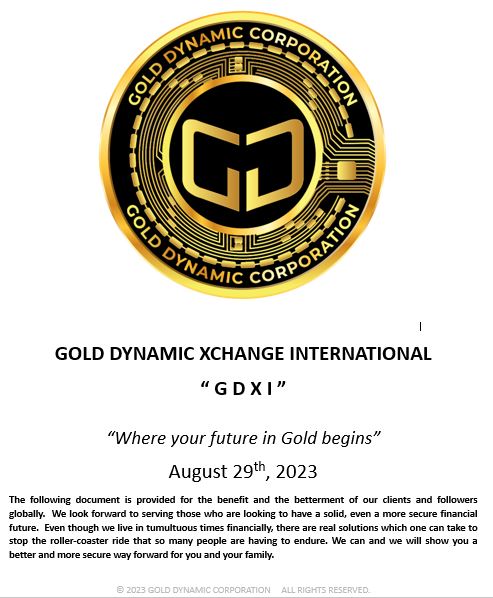 GOLD DYNAMIC CORPORATION
GD
GOLD DYNAMIC CORPORATION
GOLD DYNAMIC XCHANGE INTERNATIONAL
“ G D X I ”
“Where your future in Gold begins”
August 29th, 2023
The following document is provided for the benefit and the betterment of our clients and followers
globally. We look forward to serving those who are looking to have a solid, even a more secure financial
future. Even though we live in tumultuous times financially, there are real solutions which one can take to
stop the roller-coaster ride that so many people are having to endure. We can and we will show you a
better and more secure way forward for you and your family.
© 2023 GOLD DYNAMIC CORPORATION ALL RIGHTS RESERVED.